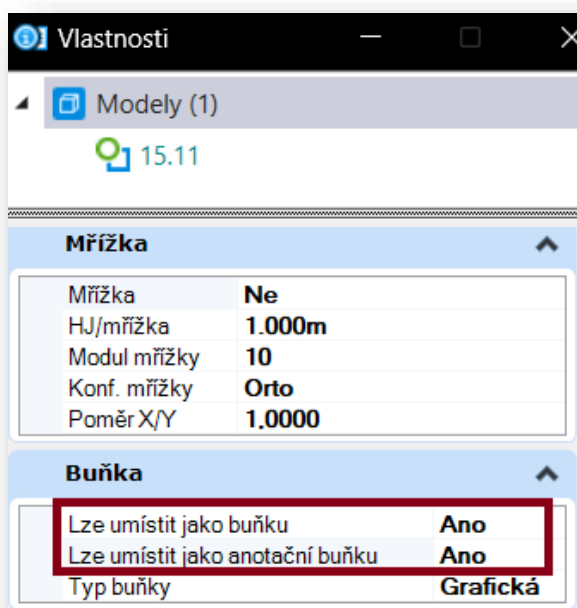 Vlastnosti
Modely (1)
15.11
Mřížka
Mřížka Ne
HJ/mřížka 1.000m
Modul mřížky 10
Konf. mřížky Orto
Poměr X/Y 1.0000
Buňka
Lze umístit jako buňku Ano
Lze umístit jako anotační buňku Ano
Typ buňky Grafická